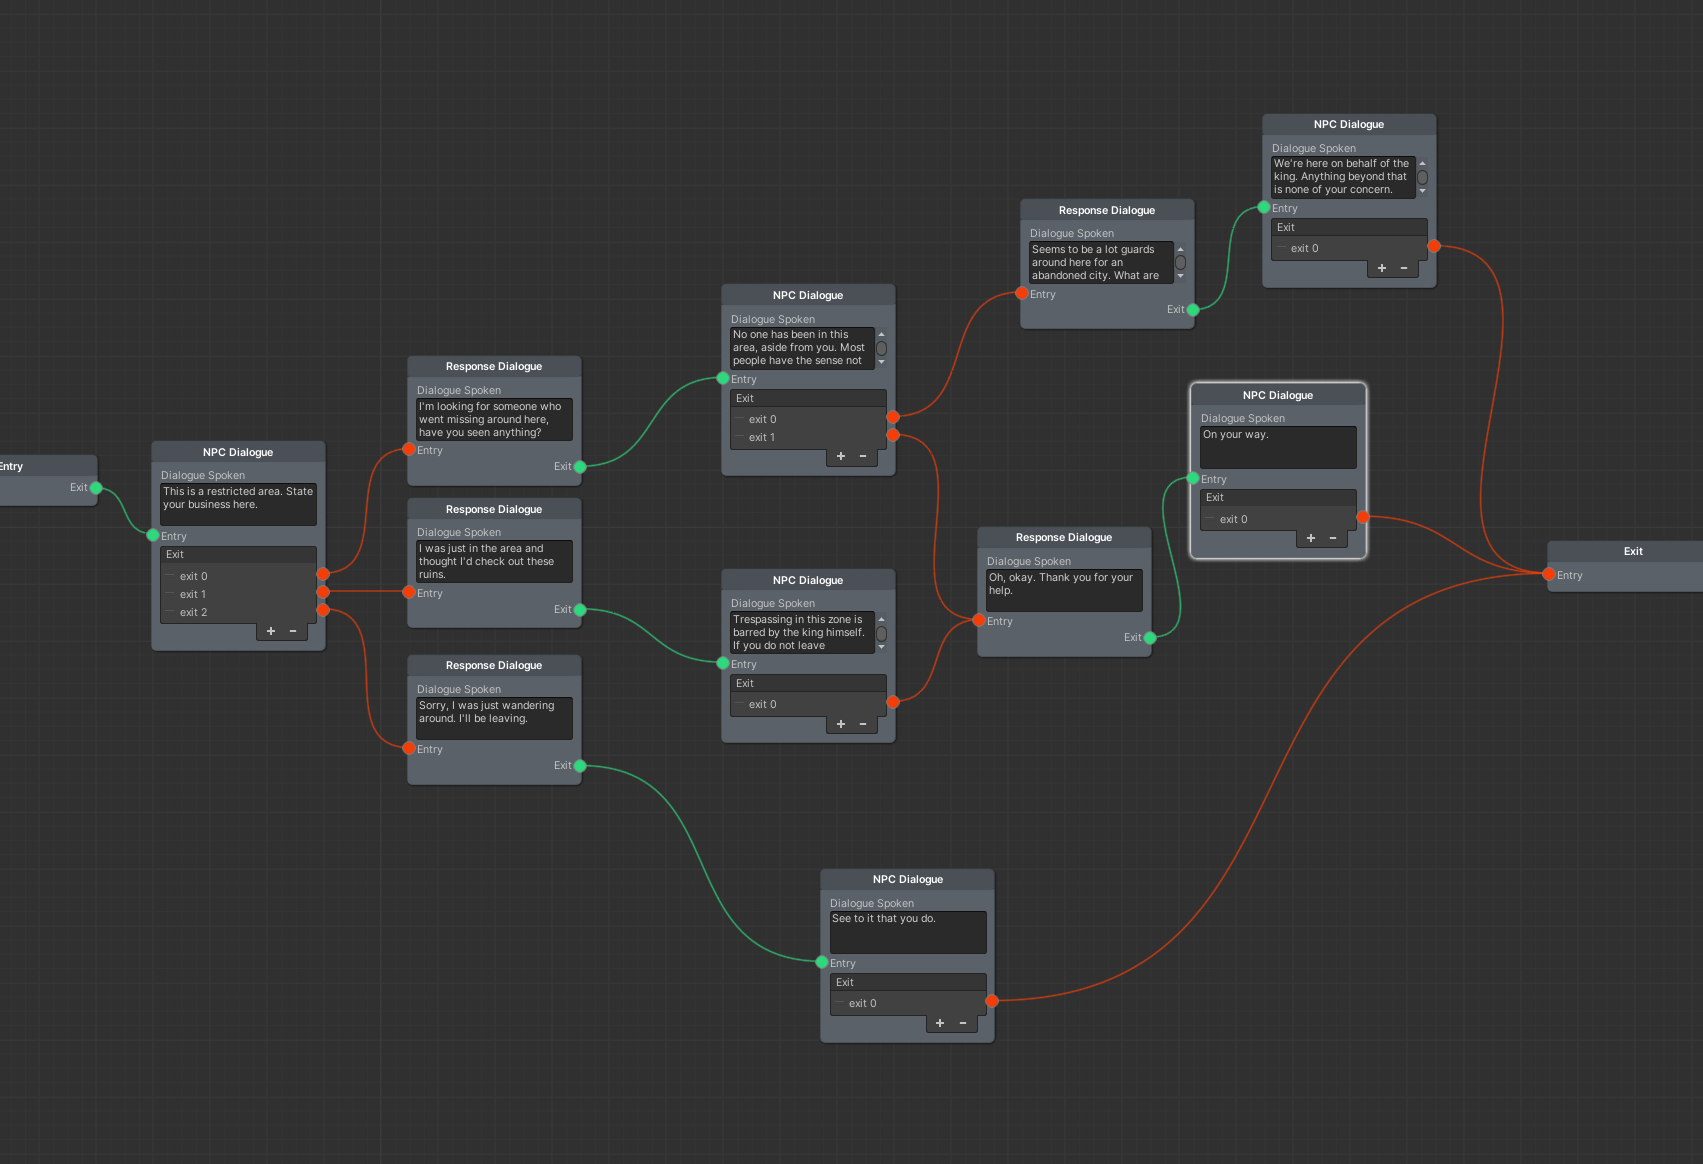 Entry
Exit
NPC Dialogue
Dialogue Spoken
This is a restricted area. State
your business here.
Entry
Exit
exit 0
exit 1
exit 2
+ -
Response Dialogue
Dialogue Spoken
I'm looking for someone who
went missing around here,
have you seen anything?
Entry
Exit
Response Dialogue
Dialogue Spoken
I was just in the area and
thought I'd check out these
ruins.
Entry
Exit
Response Dialogue
Dialogue Spoken
Sorry, I was just wandering
around. I'll be leaving.
Entry
Exit
NPC Dialogue
Dialogue Spoken
No one has been in this
area, aside from you. Most
people have the sense not
Entry
Exit
exit 0
exit 1
+ -
NPC Dialogue
Dialogue Spoken
Trespassing in this zone is
barred by the king himself.
If you do not leave
Entry
Exit
exit 0
+ -
NPC Dialogue
Dialogue Spoken
See to it that you do.
Entry
Exit
exit 0
+ -
Response Dialogue
Dialogue Spoken
Seems to be a lot guards
around here for an
abandoned city. What are
Entry
Exit
Response Dialogue
Dialogue Spoken
Oh, okay. Thank you for your
help.
Entry
Exit
NPC Dialogue
Dialogue Spoken
We're here on behalf of the
king. Anything beyond that
is none of your concern.
Entry
Exit
exit 0
+ -
NPC Dialogue
Dialogue Spoken
On your way.
Entry
Exit
exit 0
+ -
Exit
Entry